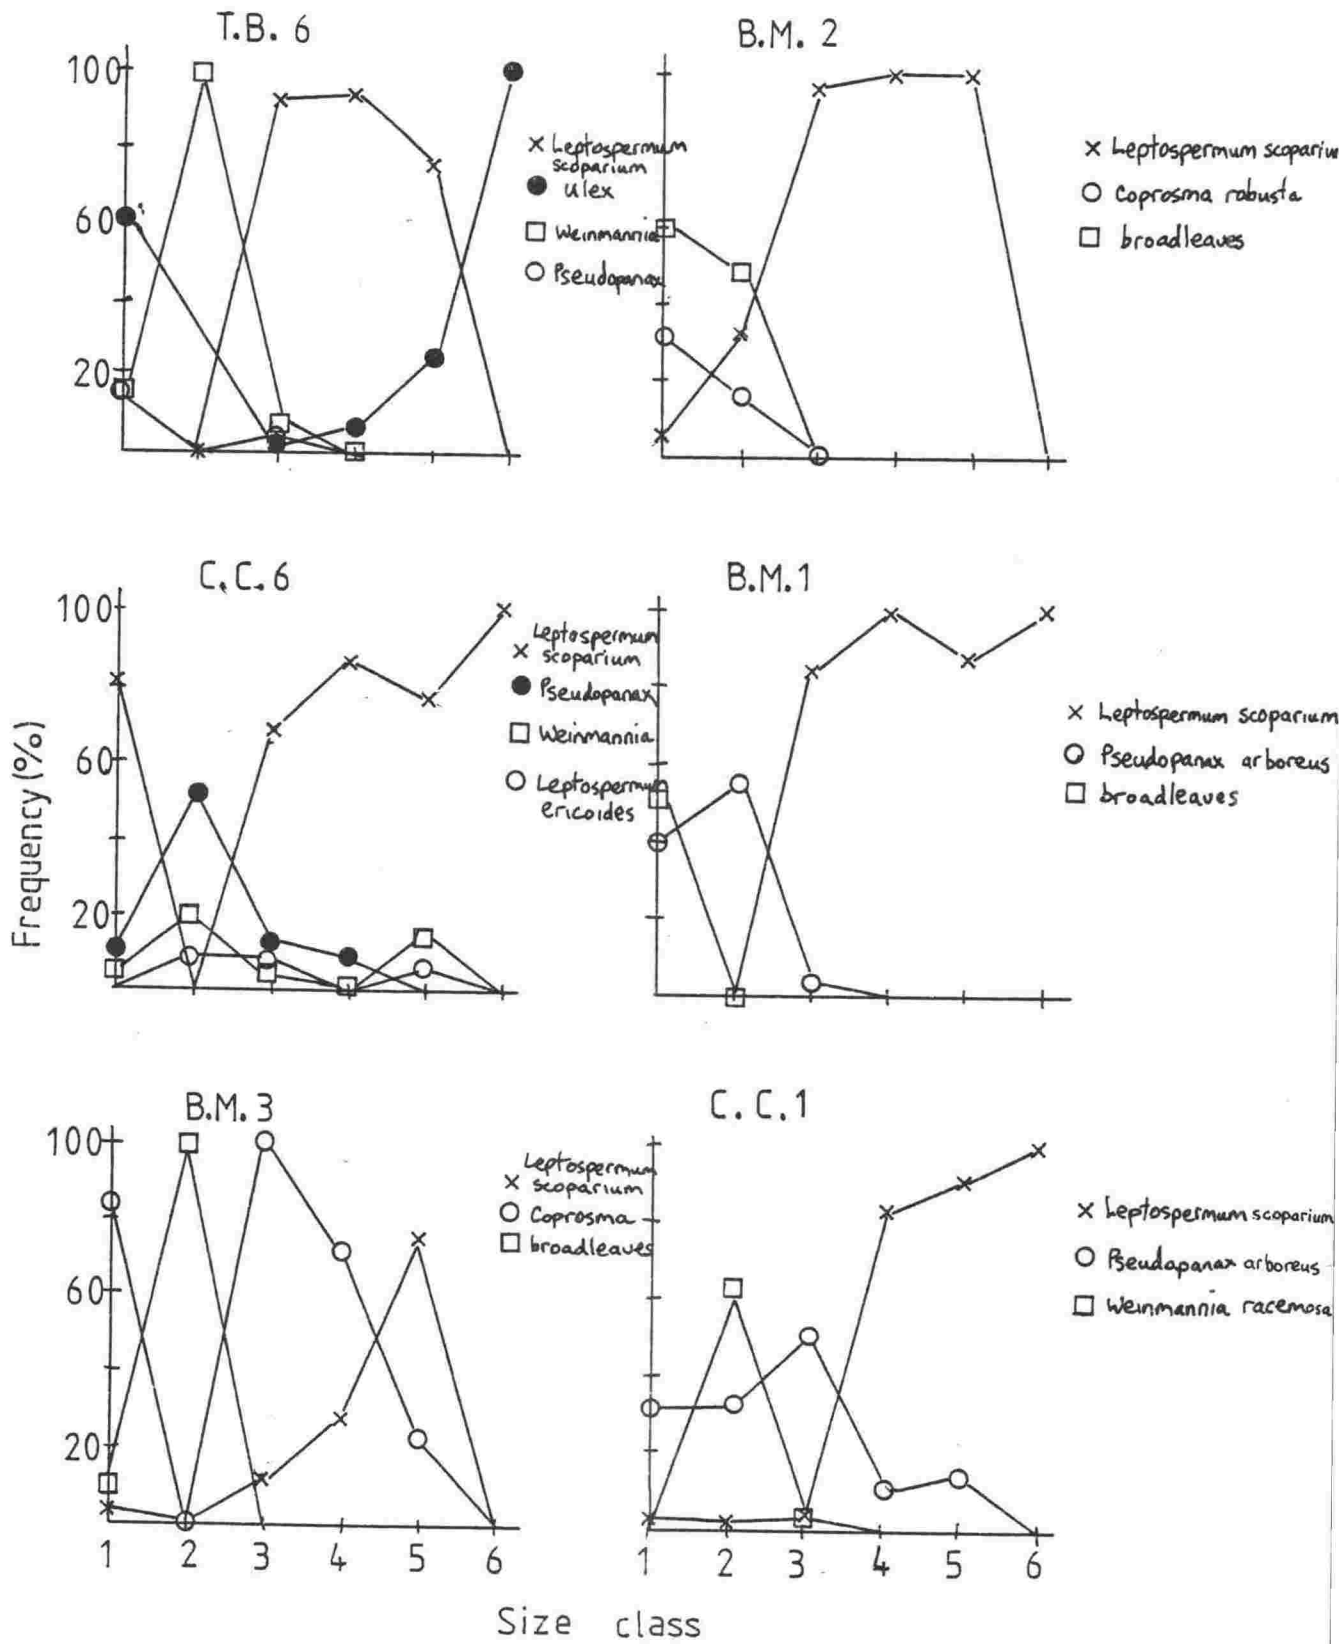 T.B. 6
100
60
20
× Leptospermum
scoparium
● Ulex
□ Weinmannia
○ Pseudopanax
B.M. 2
× Leptospermum scopariu
○ Coprosma robusta
□ broadleaves
C.C.6
100
60
20
Leptospermum
× scoparium
● Pseudopanax
□ Weinmannia
○ Leptospermum
ericoides
B.M.1
× Leptospermum scoparium
○ Pseudopanax arboreus
□ broadleaves
Frequency (%)
B.M.3
100
60
20
1 2 3 4 5 6
Leptospermum
× scoparium
○ Coprosma
□ broadleaves
C.C.1
1 2 3 4 5 6
× Leptospermum scoparium
○ Pseudapanax arboreus
□ Weinmannia racemosa
Size class